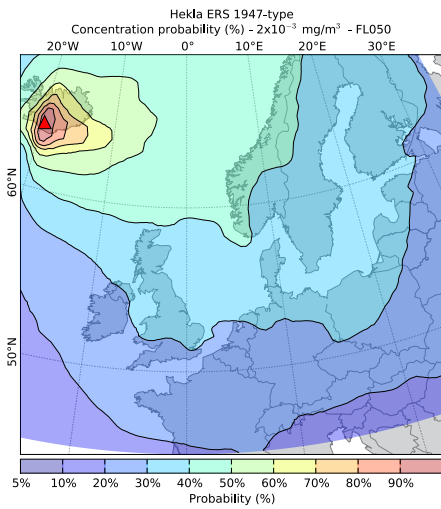 Hekla ERS 1947-type
Concentration probability (%) - 2x10⁻³ mg/m³ - FL050
20°W 10°W 0° 10°E 20°E 30°E
60°N
50°N
5% 10% 20% 30% 40% 50% 60% 70% 80% 90%
Probability (%)